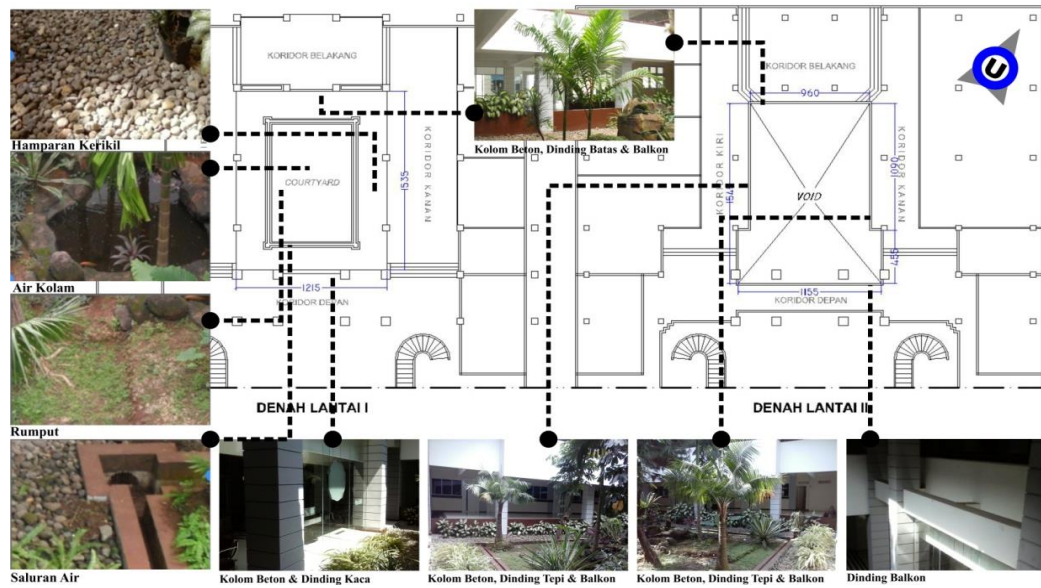 Hamparan Kerikil
Air Kolam
Rumput
Saluran Air
KORIDOR BELAKANG
COURTYARD
KORIDOR KANAN
1535
1215
KORIDOR DEPAN
DENAH LANTAI I
Kolom Beton, Dinding Batas & Balkon
KORIDOR BELAKANG
960
KORIDOR KIRI
154
VOID
1090
KORIDOR KANAN
455
1155
KORIDOR DEPAN
DENAH LANTAI II
U
Kolom Beton & Dinding Kaca
Kolom Beton, Dinding Tepi & Balkon
Kolom Beton, Dinding Tepi & Balkon
Dinding Balkon